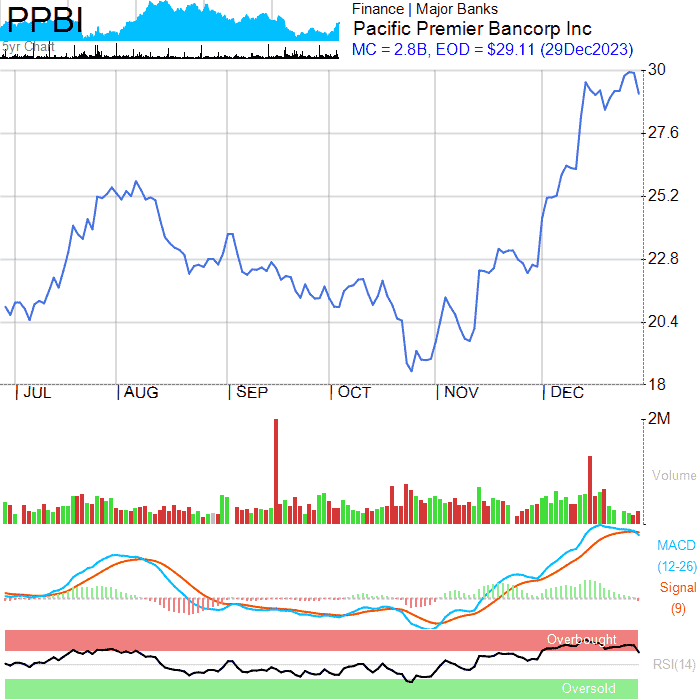 PPBI
5yr Chart
Finance | Major Banks
Pacific Premier Bancorp Inc
MC = 2.8B, EOD = $29.11 (29Dec2023)
30
27.6
25.2
22.8
20.4
18
JUL AUG SEP OCT NOV DEC
2M
Volume
MACD
(12-26)
Signal
(9)
Overbought
RSI(14)
Oversold